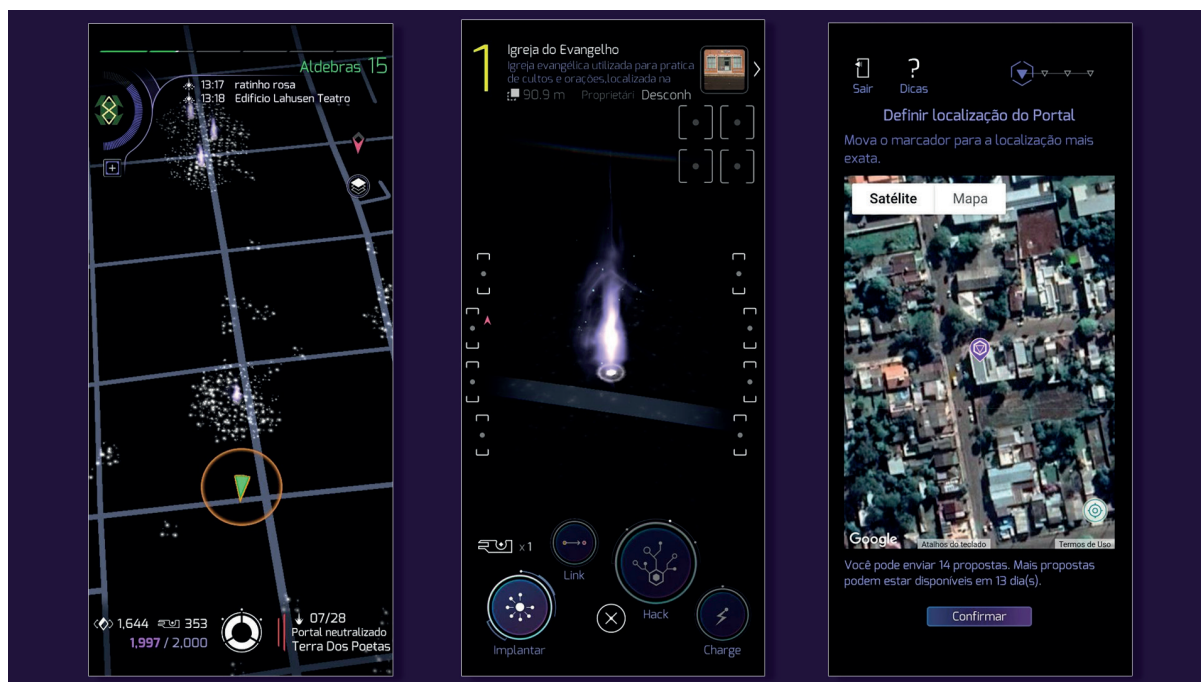 Aldebras 15
13:17 ratinho rosa
13:18 Edifício Lahusen Teatro
1,644 353
1,997 / 2,000
07/28
Portal neutralizado
Terra Dos Poetas
1
Igreja do Evangelho
Igreja evangélica utilizada para pratica
de cultos e orações,localizada na
90.9 m Proprietári Desconh
x1
Link
Hack
Implantar
Charge
Sair
?
Dicas
Definir localização do Portal
Mova o marcador para a localização mais
exata.
Satélite Mapa
Google
Atalhos do teclado
Termos de Uso
Você pode enviar 14 propostas. Mais propostas
podem estar disponíveis em 13 dia(s).
Confirmar